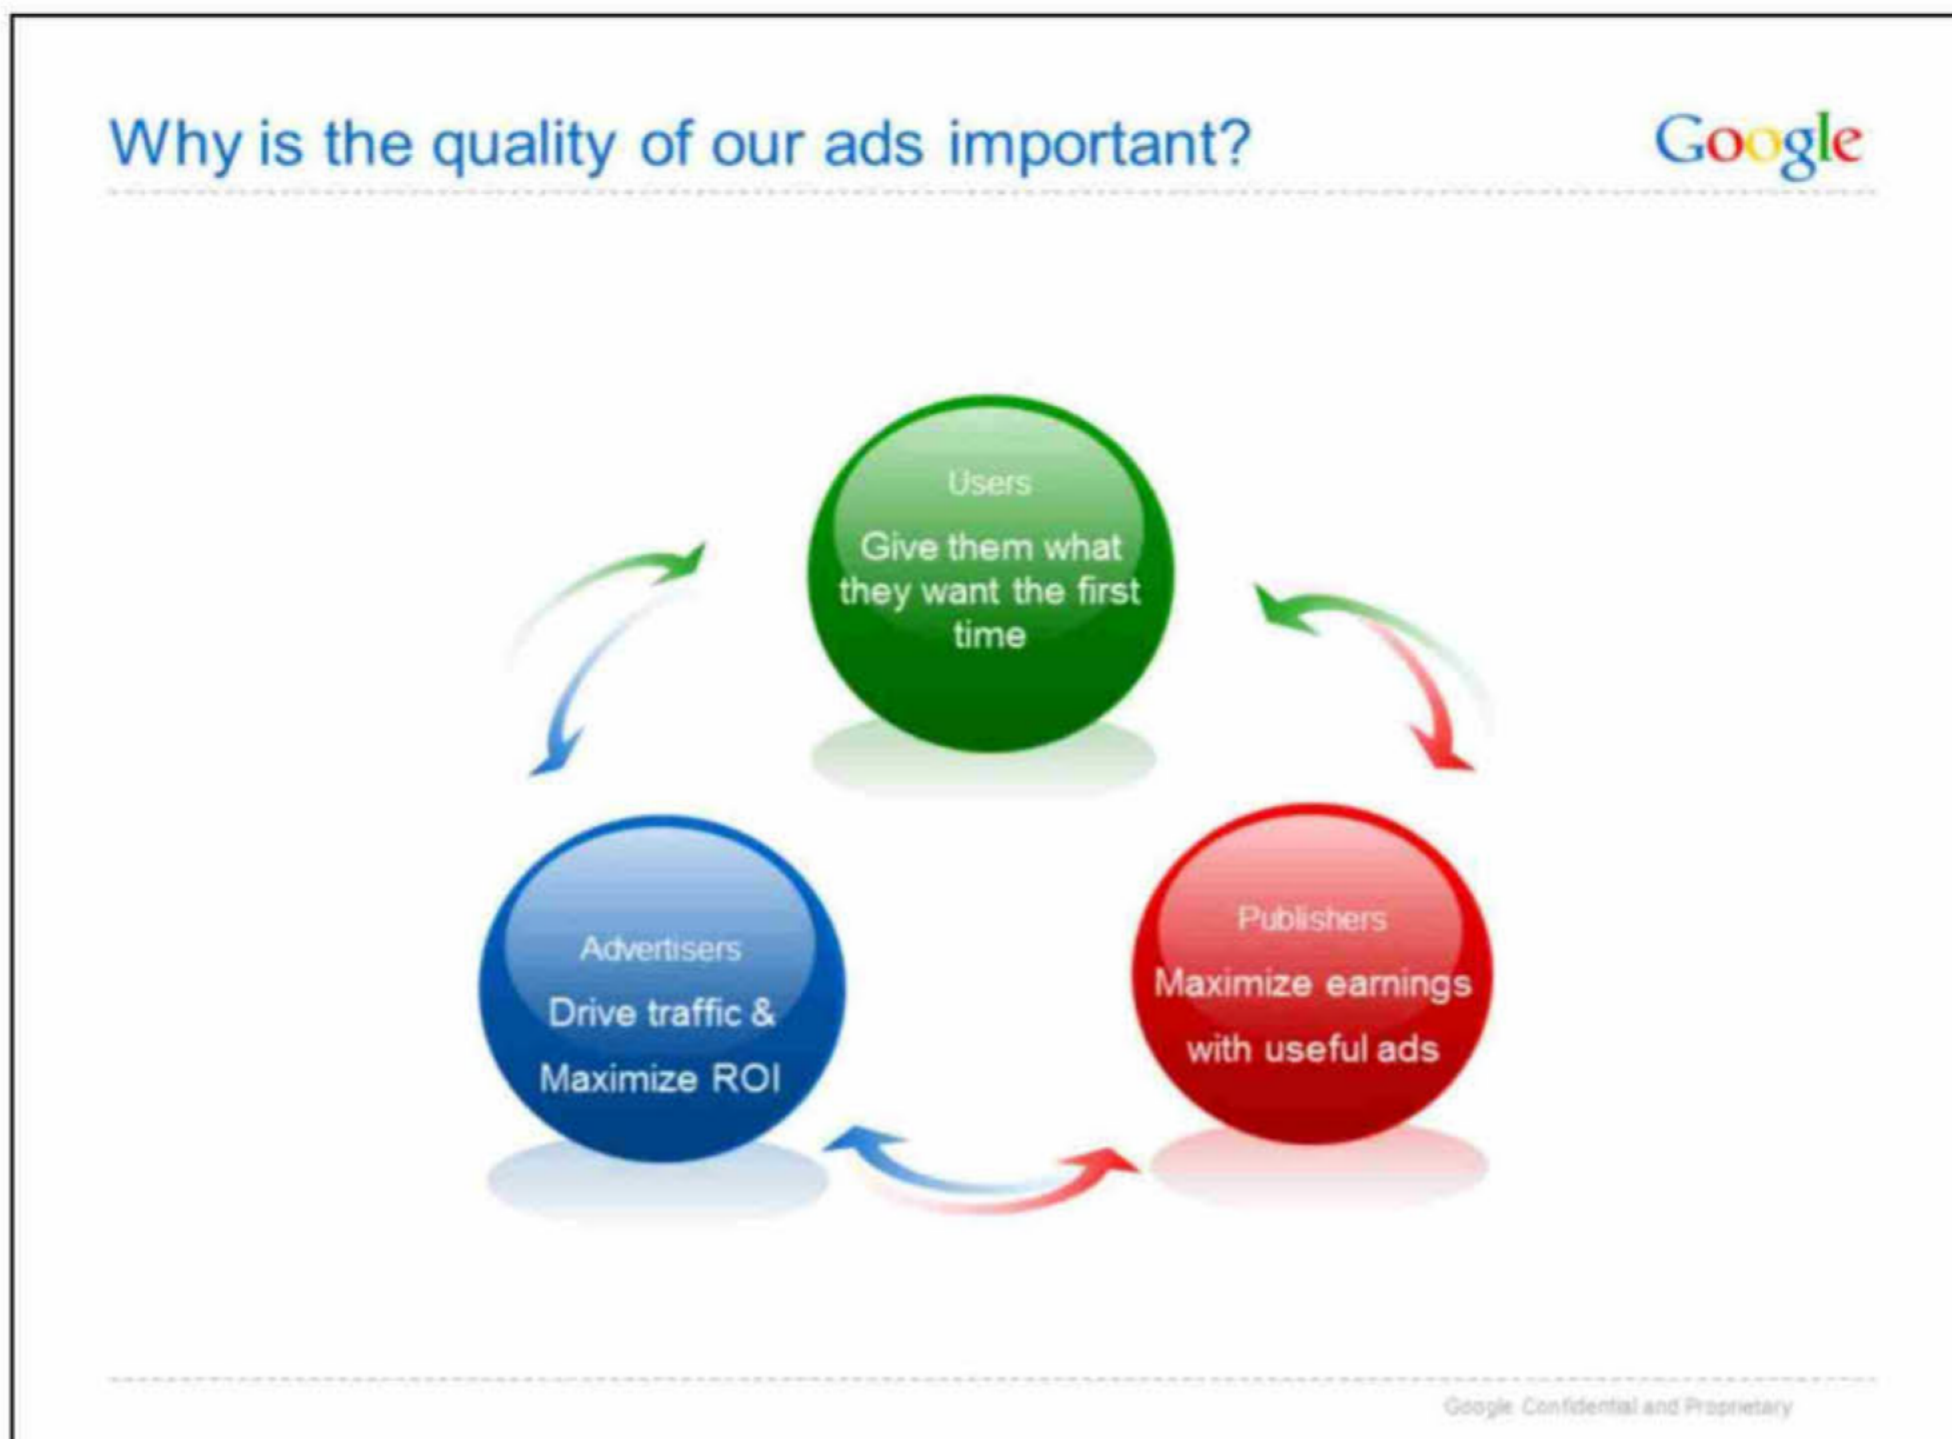 Why is the quality of our ads important?
Google
Users
Give them what
they want the first
time
Advertisers
Drive traffic &
Maximize ROI
Publishers
Maximize earnings
with useful ads
Google Confidential and Proprietary